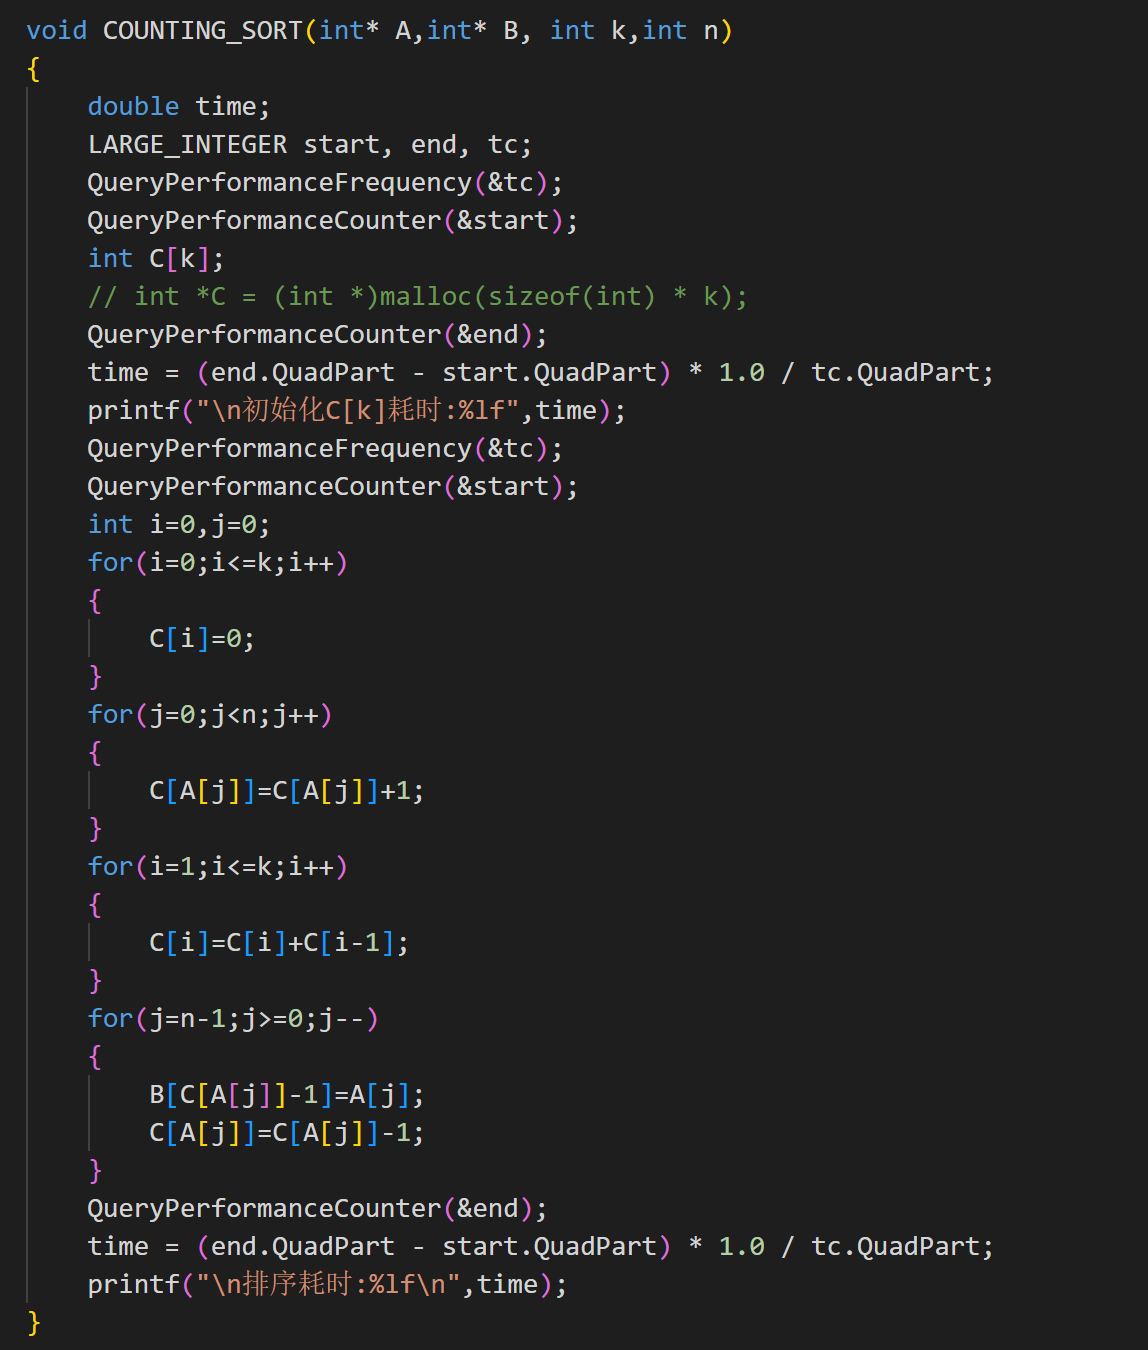 void COUNTING_SORT(int* A,int* B, int k,int n)
{
    double time;
    LARGE_INTEGER start, end, tc;
    QueryPerformanceFrequency(&tc);
    QueryPerformanceCounter(&start);
    int C[k];
    // int *C = (int *)malloc(sizeof(int) * k);
    QueryPerformanceCounter(&end);
    time = (end.QuadPart - start.QuadPart) * 1.0 / tc.QuadPart;
    printf("\n初始化C[k]耗时:%lf",time);
    QueryPerformanceFrequency(&tc);
    QueryPerformanceCounter(&start);
    int i=0,j=0;
    for(i=0;i<=k;i++)
    {
        C[i]=0;
    }
    for(j=0;j<n;j++)
    {
        C[A[j]]=C[A[j]]+1;
    }
    for(i=1;i<=k;i++)
    {
        C[i]=C[i]+C[i-1];
    }
    for(j=n-1;j>=0;j--)
    {
        B[C[A[j]]-1]=A[j];
        C[A[j]]=C[A[j]]-1;
    }
    QueryPerformanceCounter(&end);
    time = (end.QuadPart - start.QuadPart) * 1.0 / tc.QuadPart;
    printf("\n排序耗时:%lf\n",time);
}